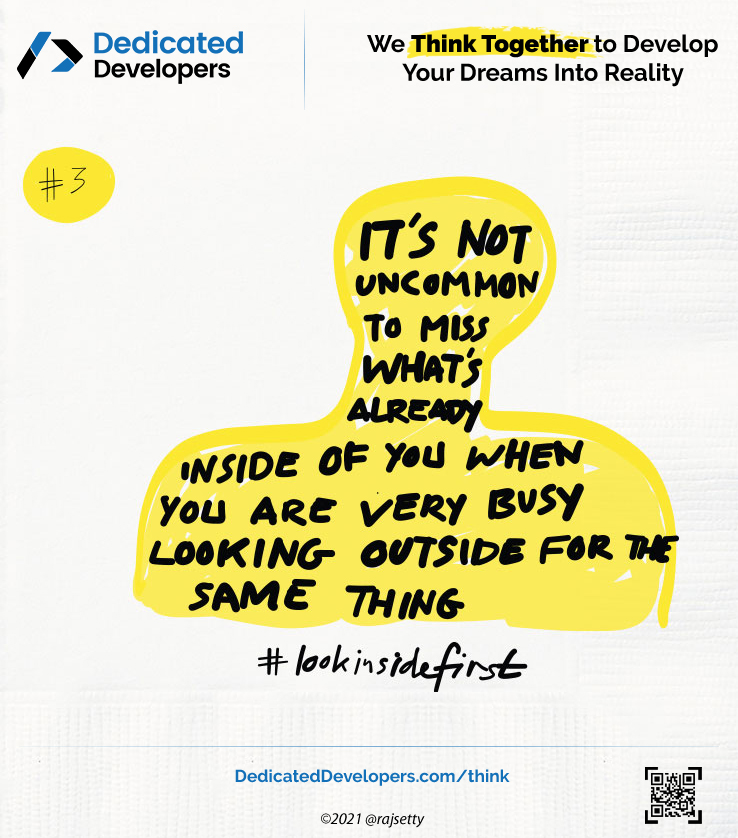 Dedicated
Developers
We Think Together to Develop
Your Dreams Into Reality
#3
IT'S NOT
UNCOMMON
TO MISS
WHAT'S
ALREADY
INSIDE OF YOU WHEN
YOU ARE VERY BUSY
LOOKING OUTSIDE FOR THE
SAME THING
#lookinsidefirst
DedicatedDevelopers.com/think
©2021 @rajsetty